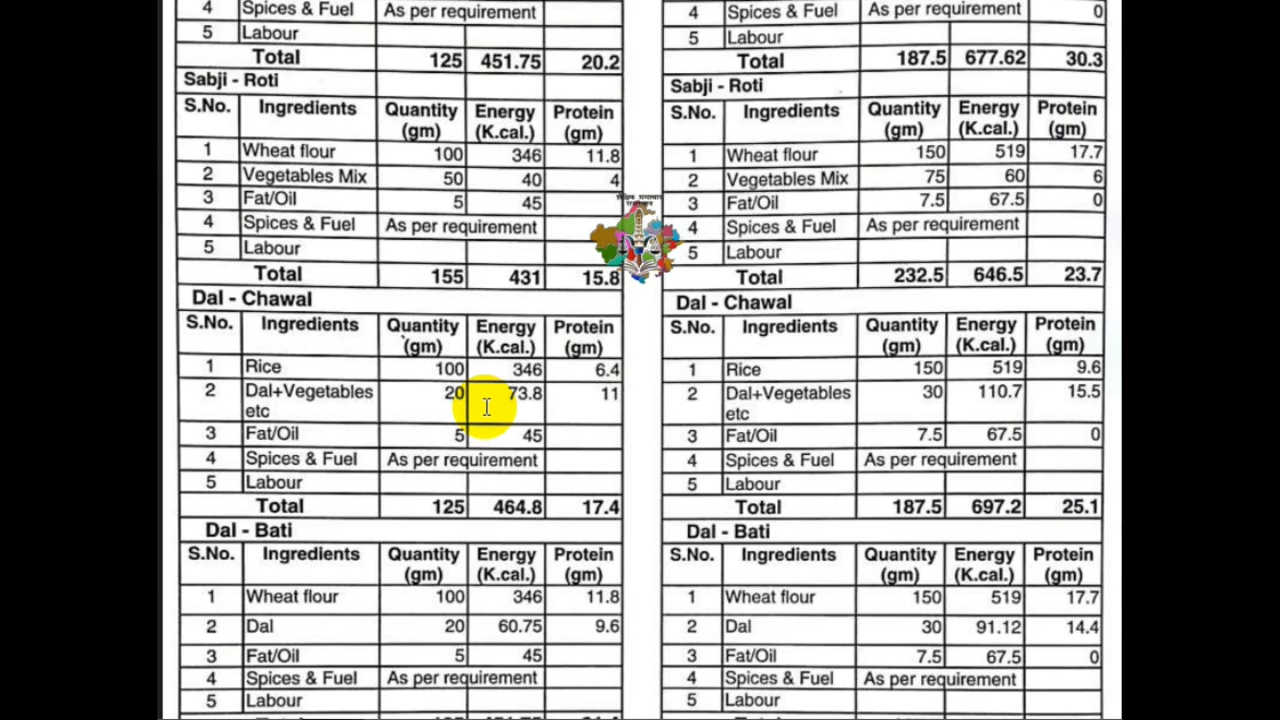 4 Spices & Fuel As per requirement
5 Labour
Total 125 451.75 20.2
Sabji - Roti
S.No. Ingredients Quantity (gm) Energy (K.cal.) Protein (gm)
1 Wheat flour 100 346 11.8
2 Vegetables Mix 50 40 4
3 Fat/Oil 5 45
4 Spices & Fuel As per requirement
5 Labour
Total 155 431 15.8
Dal - Chawal
S.No. Ingredients Quantity (gm) Energy (K.cal.) Protein (gm)
1 Rice 100 346 6.4
2 Dal+Vegetables etc 20 73.8 11
3 Fat/Oil 5 45
4 Spices & Fuel As per requirement
5 Labour
Total 125 464.8 17.4
Dal - Bati
S.No. Ingredients Quantity (gm) Energy (K.cal.) Protein (gm)
1 Wheat flour 100 346 11.8
2 Dal 20 60.75 9.6
3 Fat/Oil 5 45
4 Spices & Fuel As per requirement
5 Labour
4 Spices & Fuel As per requirement 0
5 Labour
Total 187.5 677.62 30.3
Sabji - Roti
S.No. Ingredients Quantity (gm) Energy (K.cal.) Protein (gm)
1 Wheat flour 150 519 17.7
2 Vegetables Mix 75 60 6
3 Fat/Oil 7.5 67.5 0
4 Spices & Fuel As per requirement
5 Labour
Total 232.5 646.5 23.7
Dal - Chawal
S.No. Ingredients Quantity (gm) Energy (K.cal.) Protein (gm)
1 Rice 150 519 9.6
2 Dal+Vegetables etc 30 110.7 15.5
3 Fat/Oil 7.5 67.5 0
4 Spices & Fuel As per requirement
5 Labour
Total 187.5 697.2 25.1
Dal - Bati
S.No. Ingredients Quantity (gm) Energy (K.cal.) Protein (gm)
1 Wheat flour 150 519 17.7
2 Dal 30 91.12 14.4
3 Fat/Oil 7.5 67.5 0
4 Spices & Fuel As per requirement
5 Labour